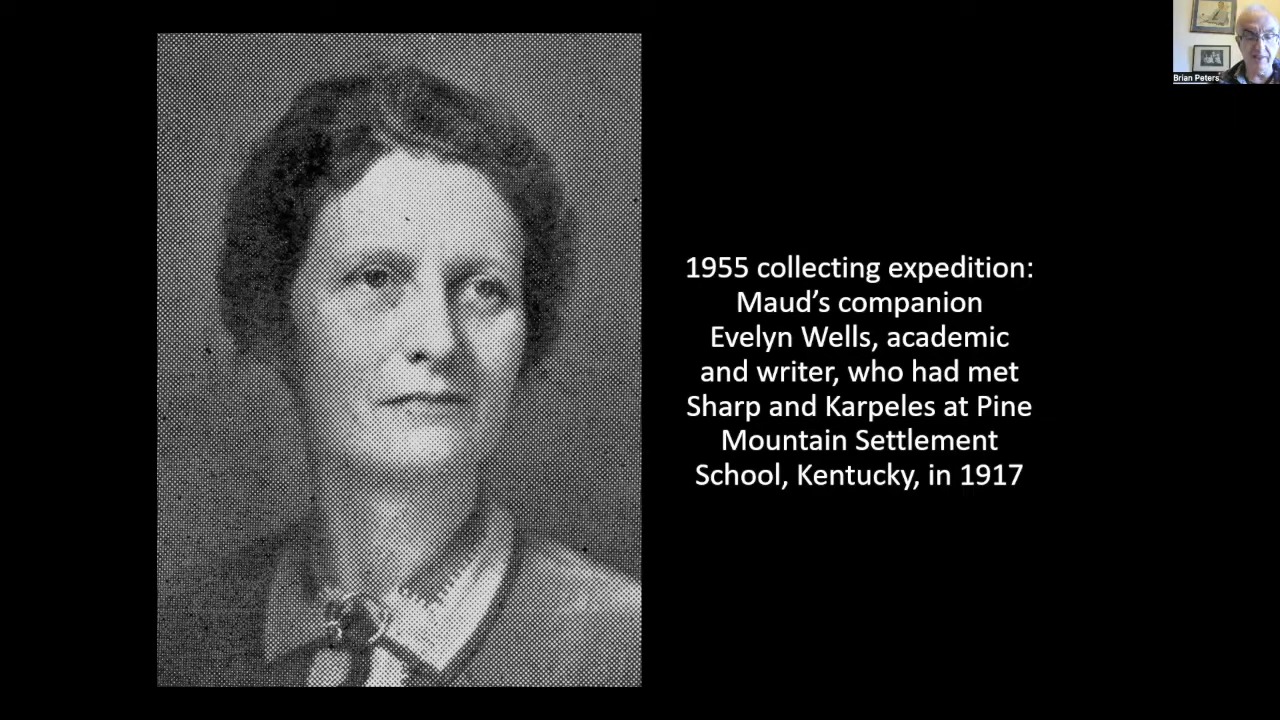 Brian Peters
1955 collecting expedition:
Maud’s companion
Evelyn Wells, academic
and writer, who had met
Sharp and Karpeles at Pine
Mountain Settlement
School, Kentucky, in 1917